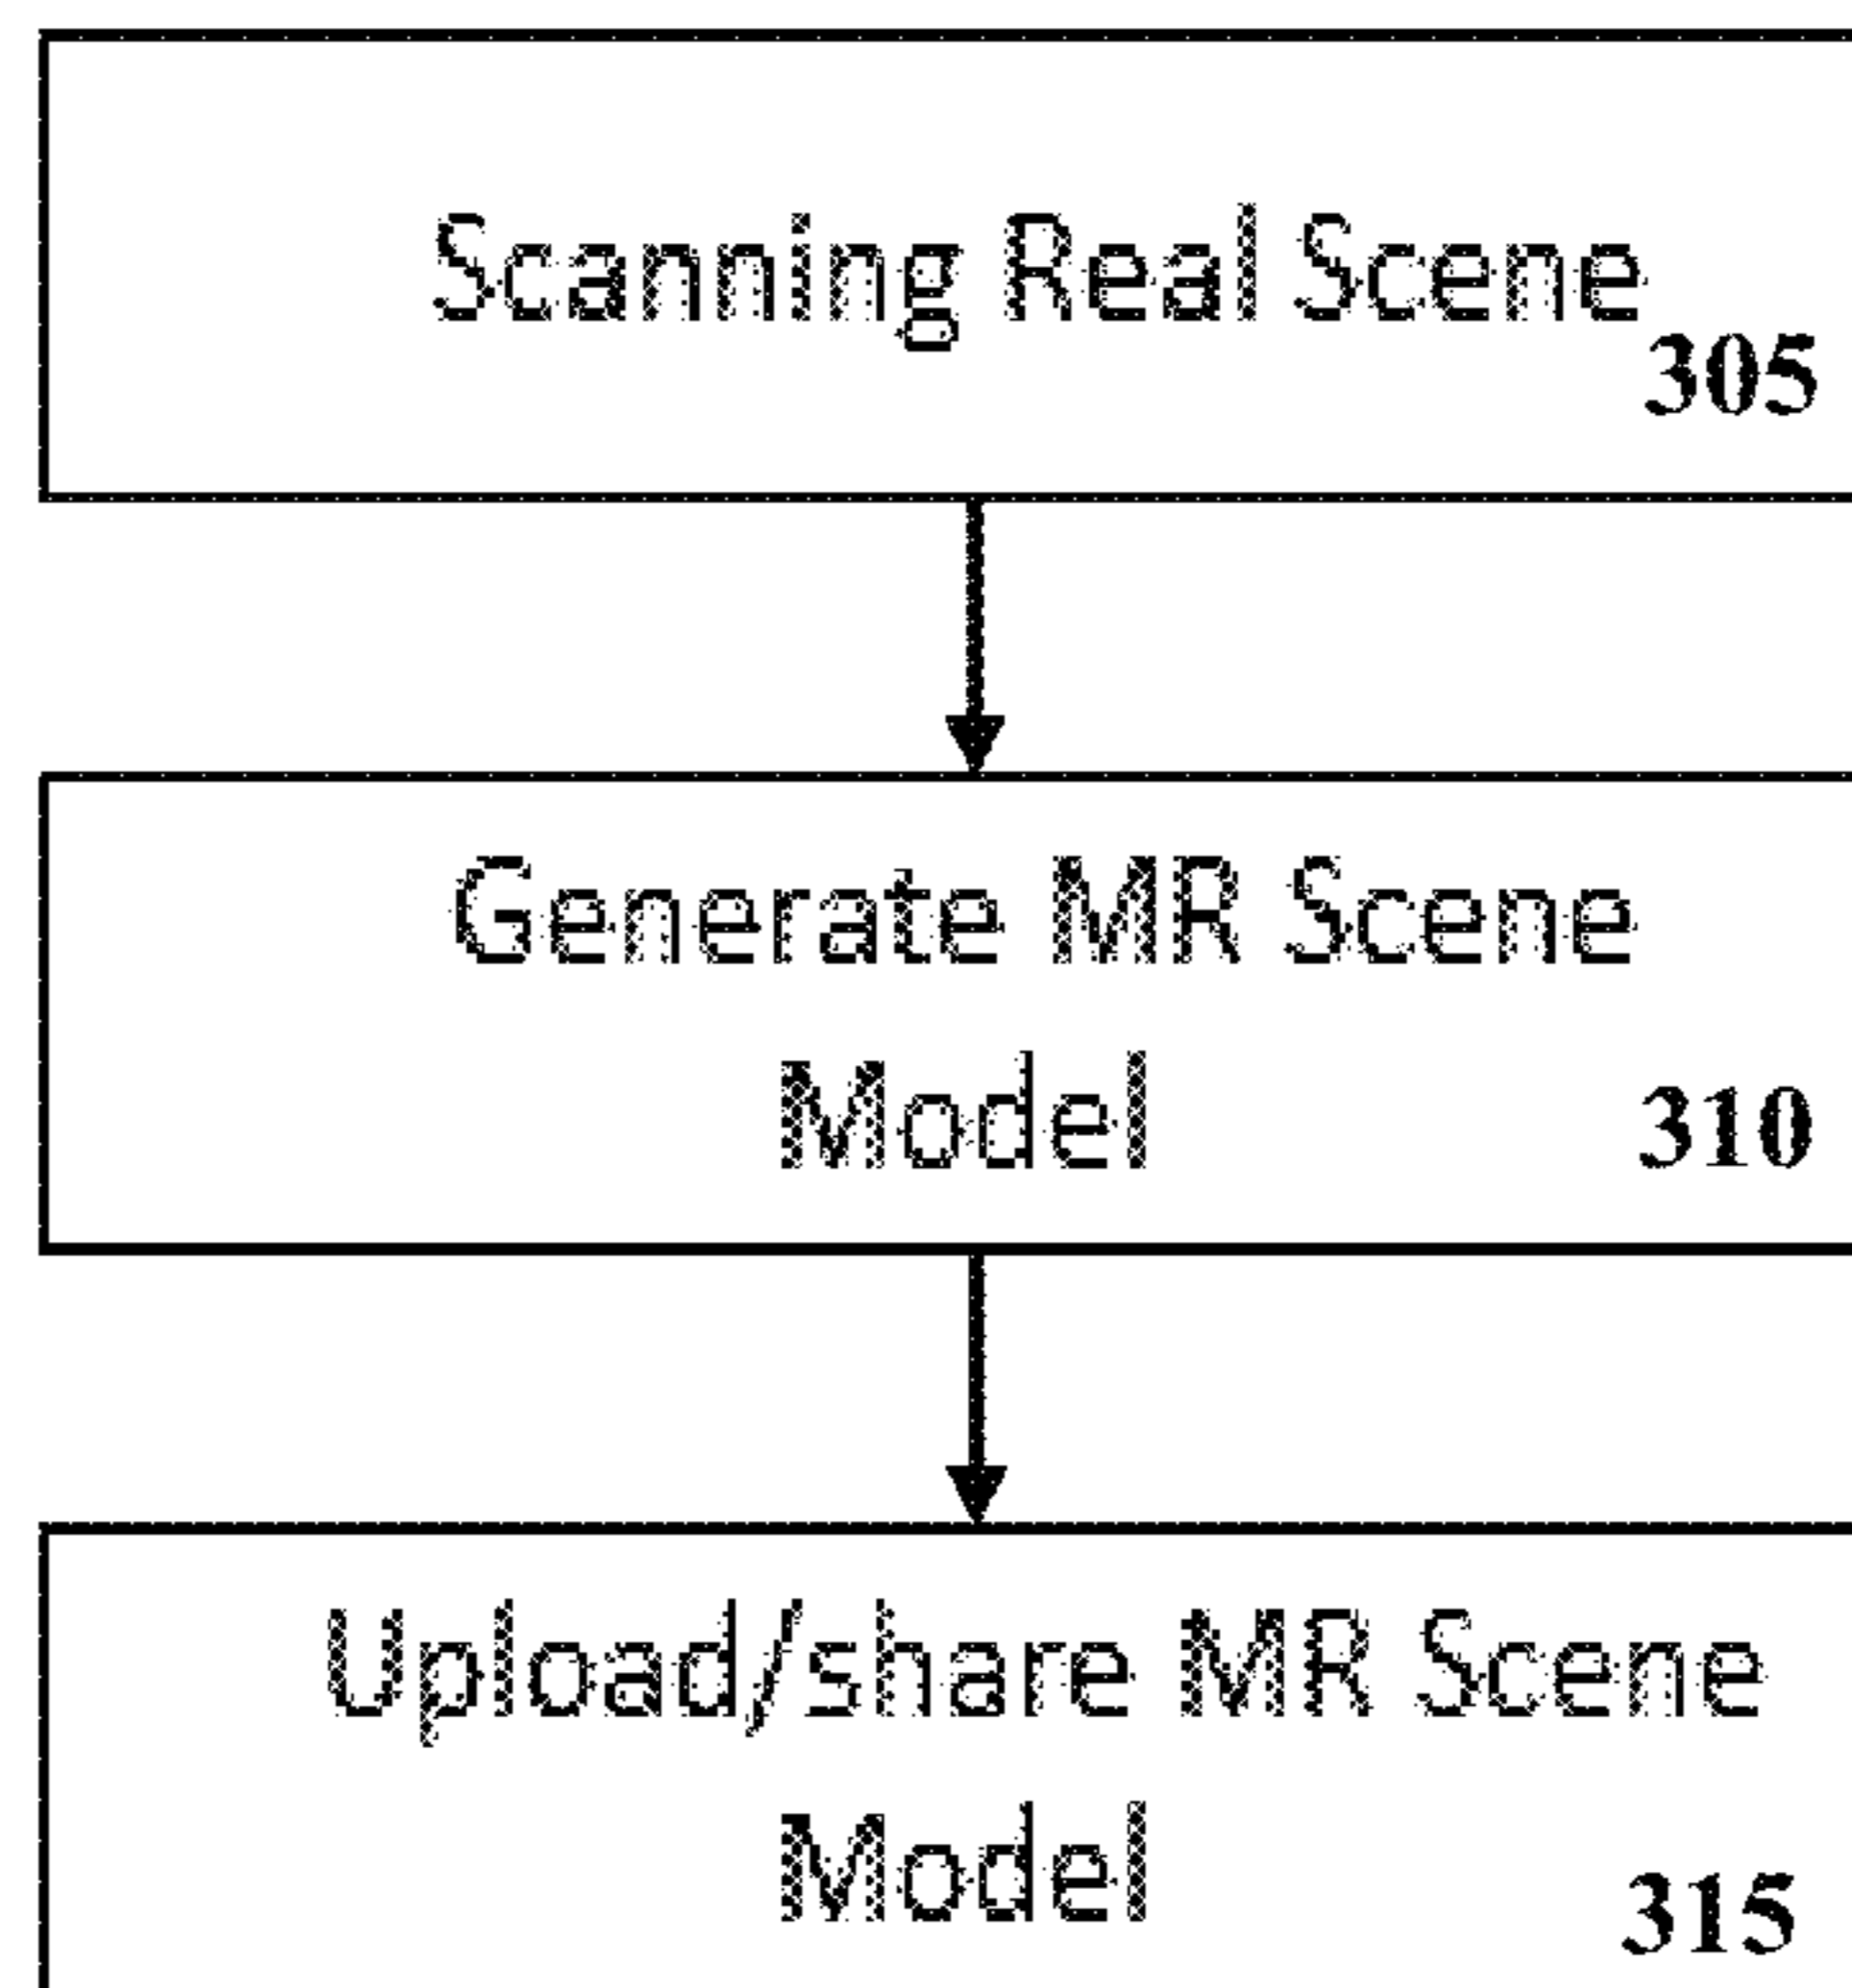 Scanning Real Scene
305
Generate MR Scene
Model
310
Upload/share MR Scene
Model
315